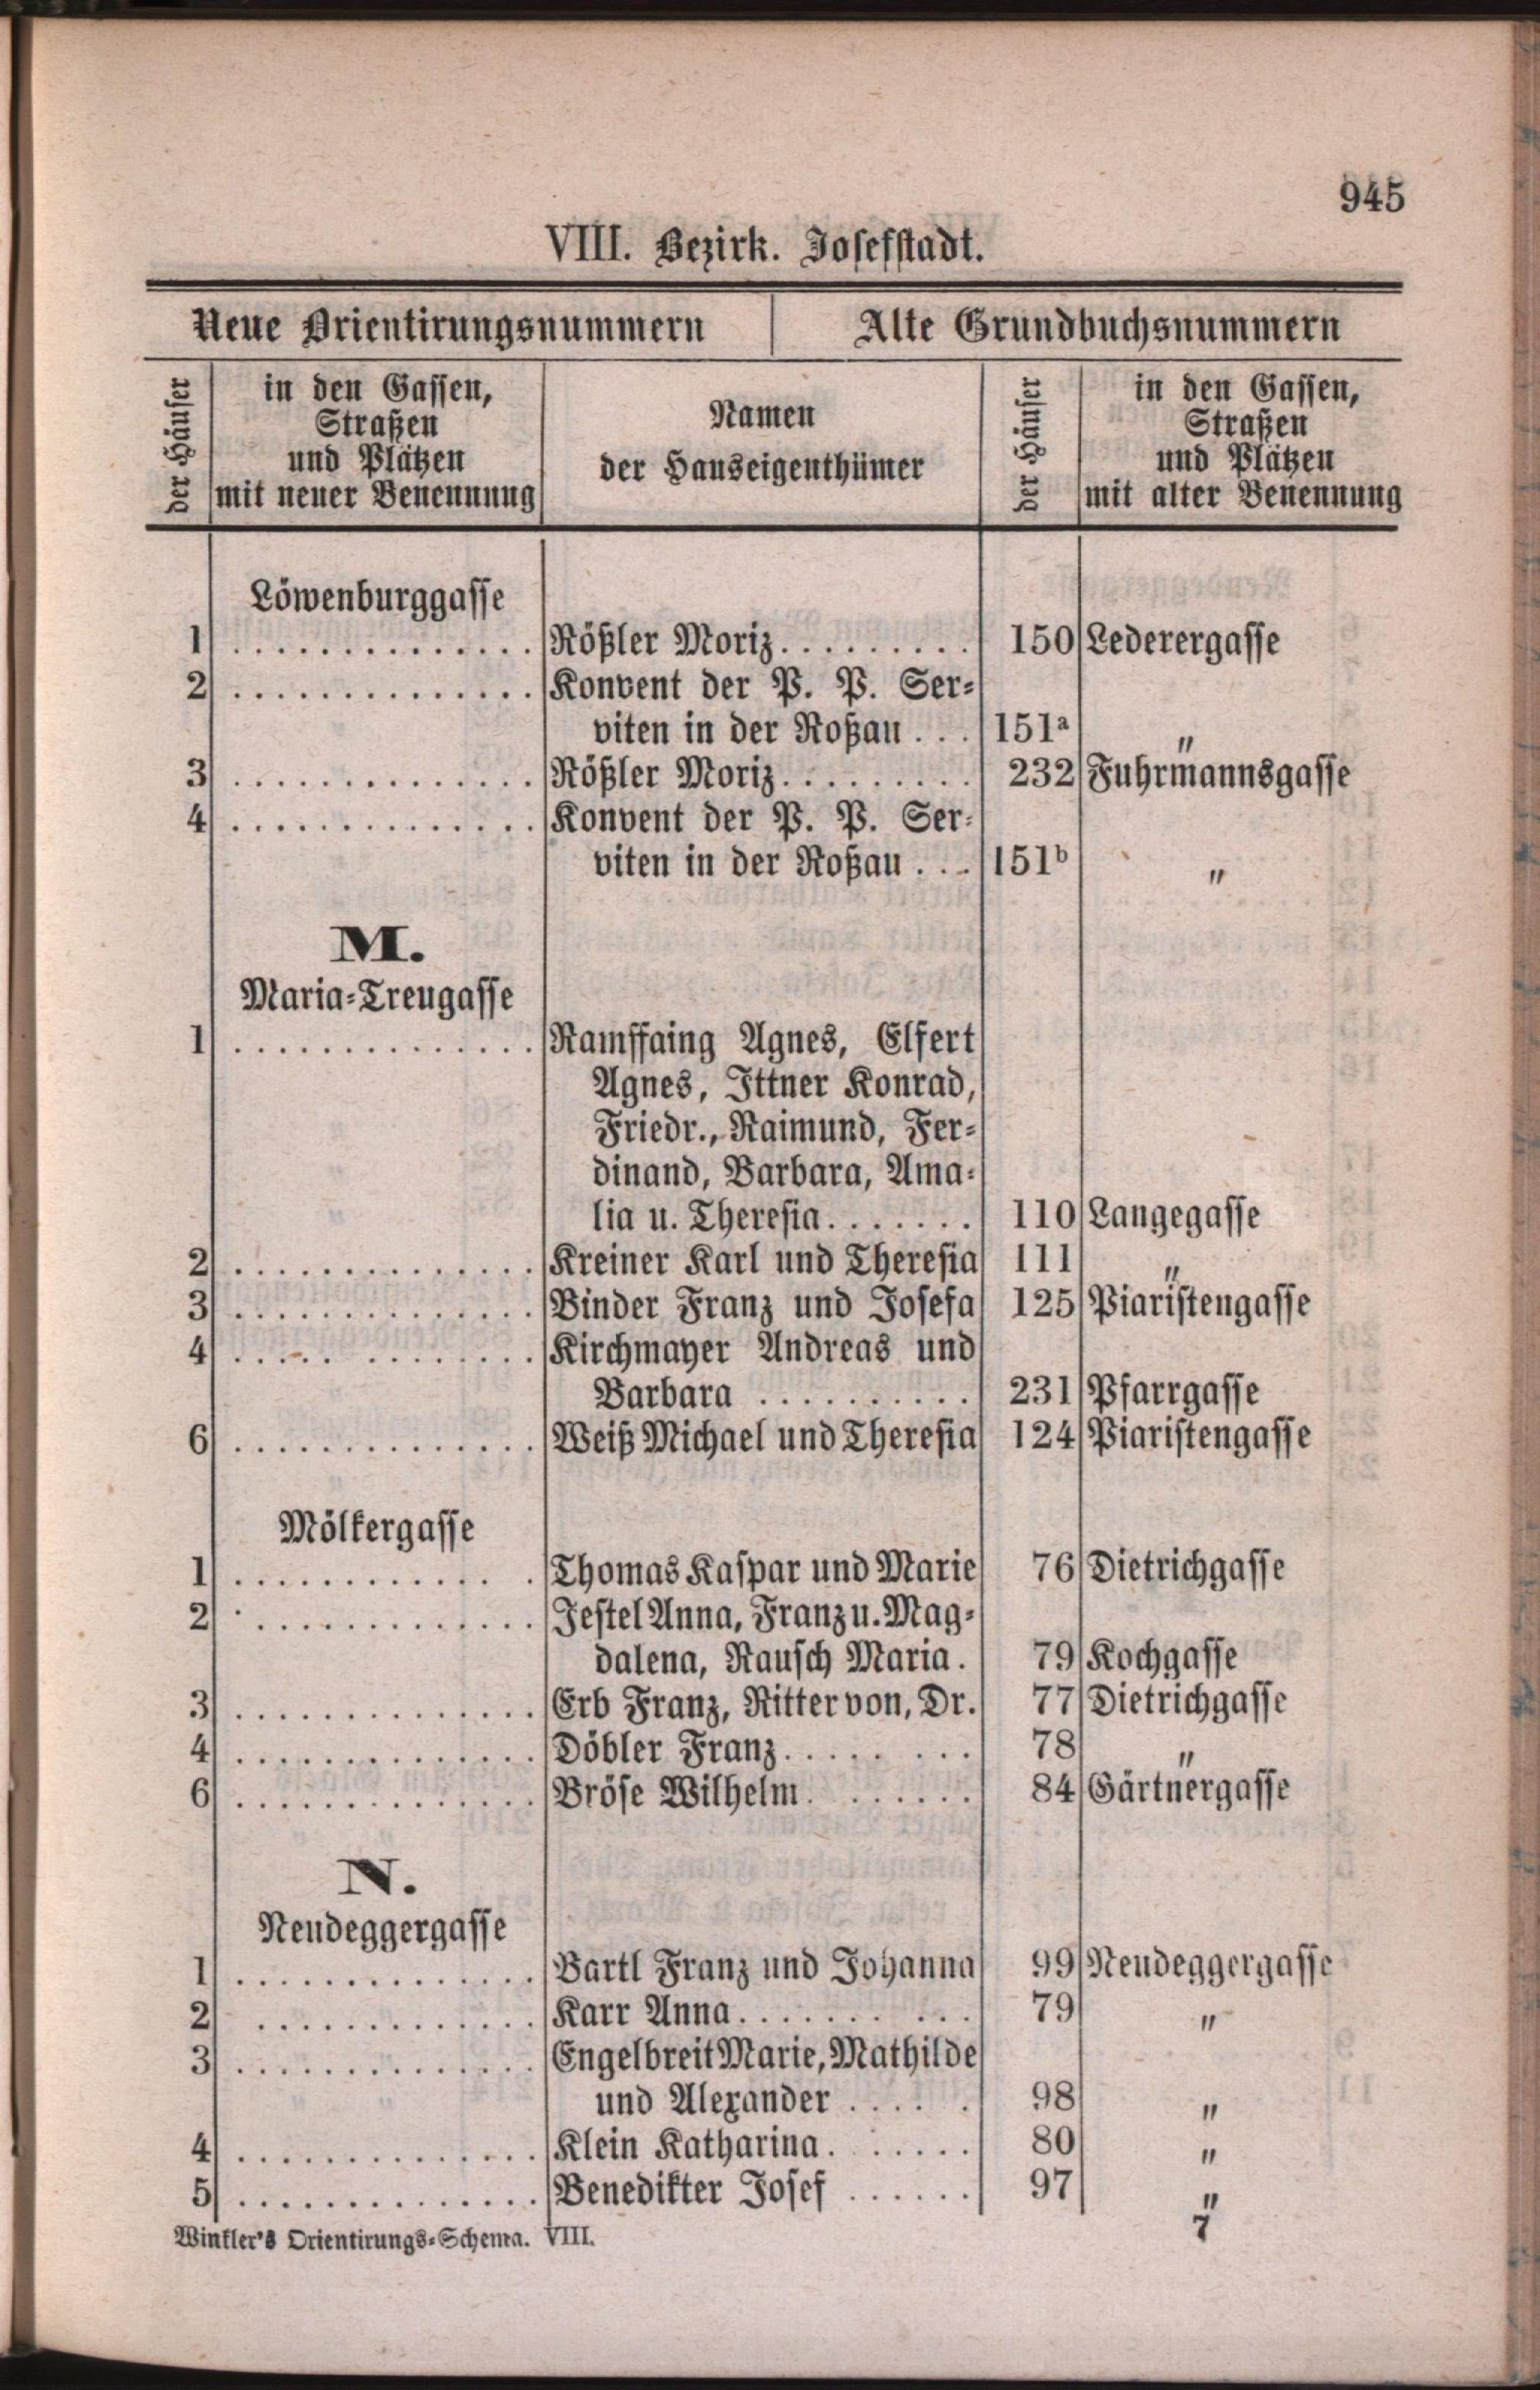 945
VIII. Bezirk. Josefstadt.
Neue Orientirungsnummern Alte Grundbuchsnummern
der Häuser
in den Gassen,
Straßen
und Plätzen
mit neuer Benennung
Namen
der Hauseigenthümer
der Häuser
in den Gassen,
Straßen
und Plätzen
mit alter Benennung
Löwenburggasse
1 .............. Rößler Moriz......... 150 Lederergasse
2 .............. Konvent der P. P. Ser-
viten in der Roßau ... 151a "
3 .............. Rößler Moriz......... 232 Fuhrmannsgasse
4 .............. Konvent der P. P. Ser-
viten in der Roßau ... 151b "
M.
Maria-Treugasse
1 .............. Ramffaing Agnes, Elfert
Agnes, Ittner Konrad,
Friedr., Raimund, Fer-
dinand, Barbara, Ama-
lia u. Theresia....... 110 Langegasse
2 .............. Kreiner Karl und Theresia 111 "
3 .............. Binder Franz und Josefa 125 Piaristengasse
4 .............. Kirchmayer Andreas und
Barbara .......... 231 Pfarrgasse
6 .............. Weiß Michael und Theresia 124 Piaristengasse
Mölkergasse
1 .............. Thomas Kaspar und Marie 76 Dietrichgasse
2 .............. Jestel Anna, Franz u. Mag-
dalena, Rausch Maria. 79 Kochgasse
3 .............. Erb Franz, Ritter von, Dr. 77 Dietrichgasse
4 .............. Döbler Franz......... 78 "
6 .............. Bröse Wilhelm....... 84 Gärtnergasse
N.
Neudeggergasse
1 .............. Bartl Franz und Johanna 99 Neudeggergasse
2 ............. Karr Anna.......... 79 "
3 .............. Engelbreit Marie, Mathilde
und Alexander ..... 98 "
4 .............. Klein Katharina....... 80 "
5 .............. Benedikter Josef ...... 97 "
Winkler's Orientirungs-Schema. VIII. 7